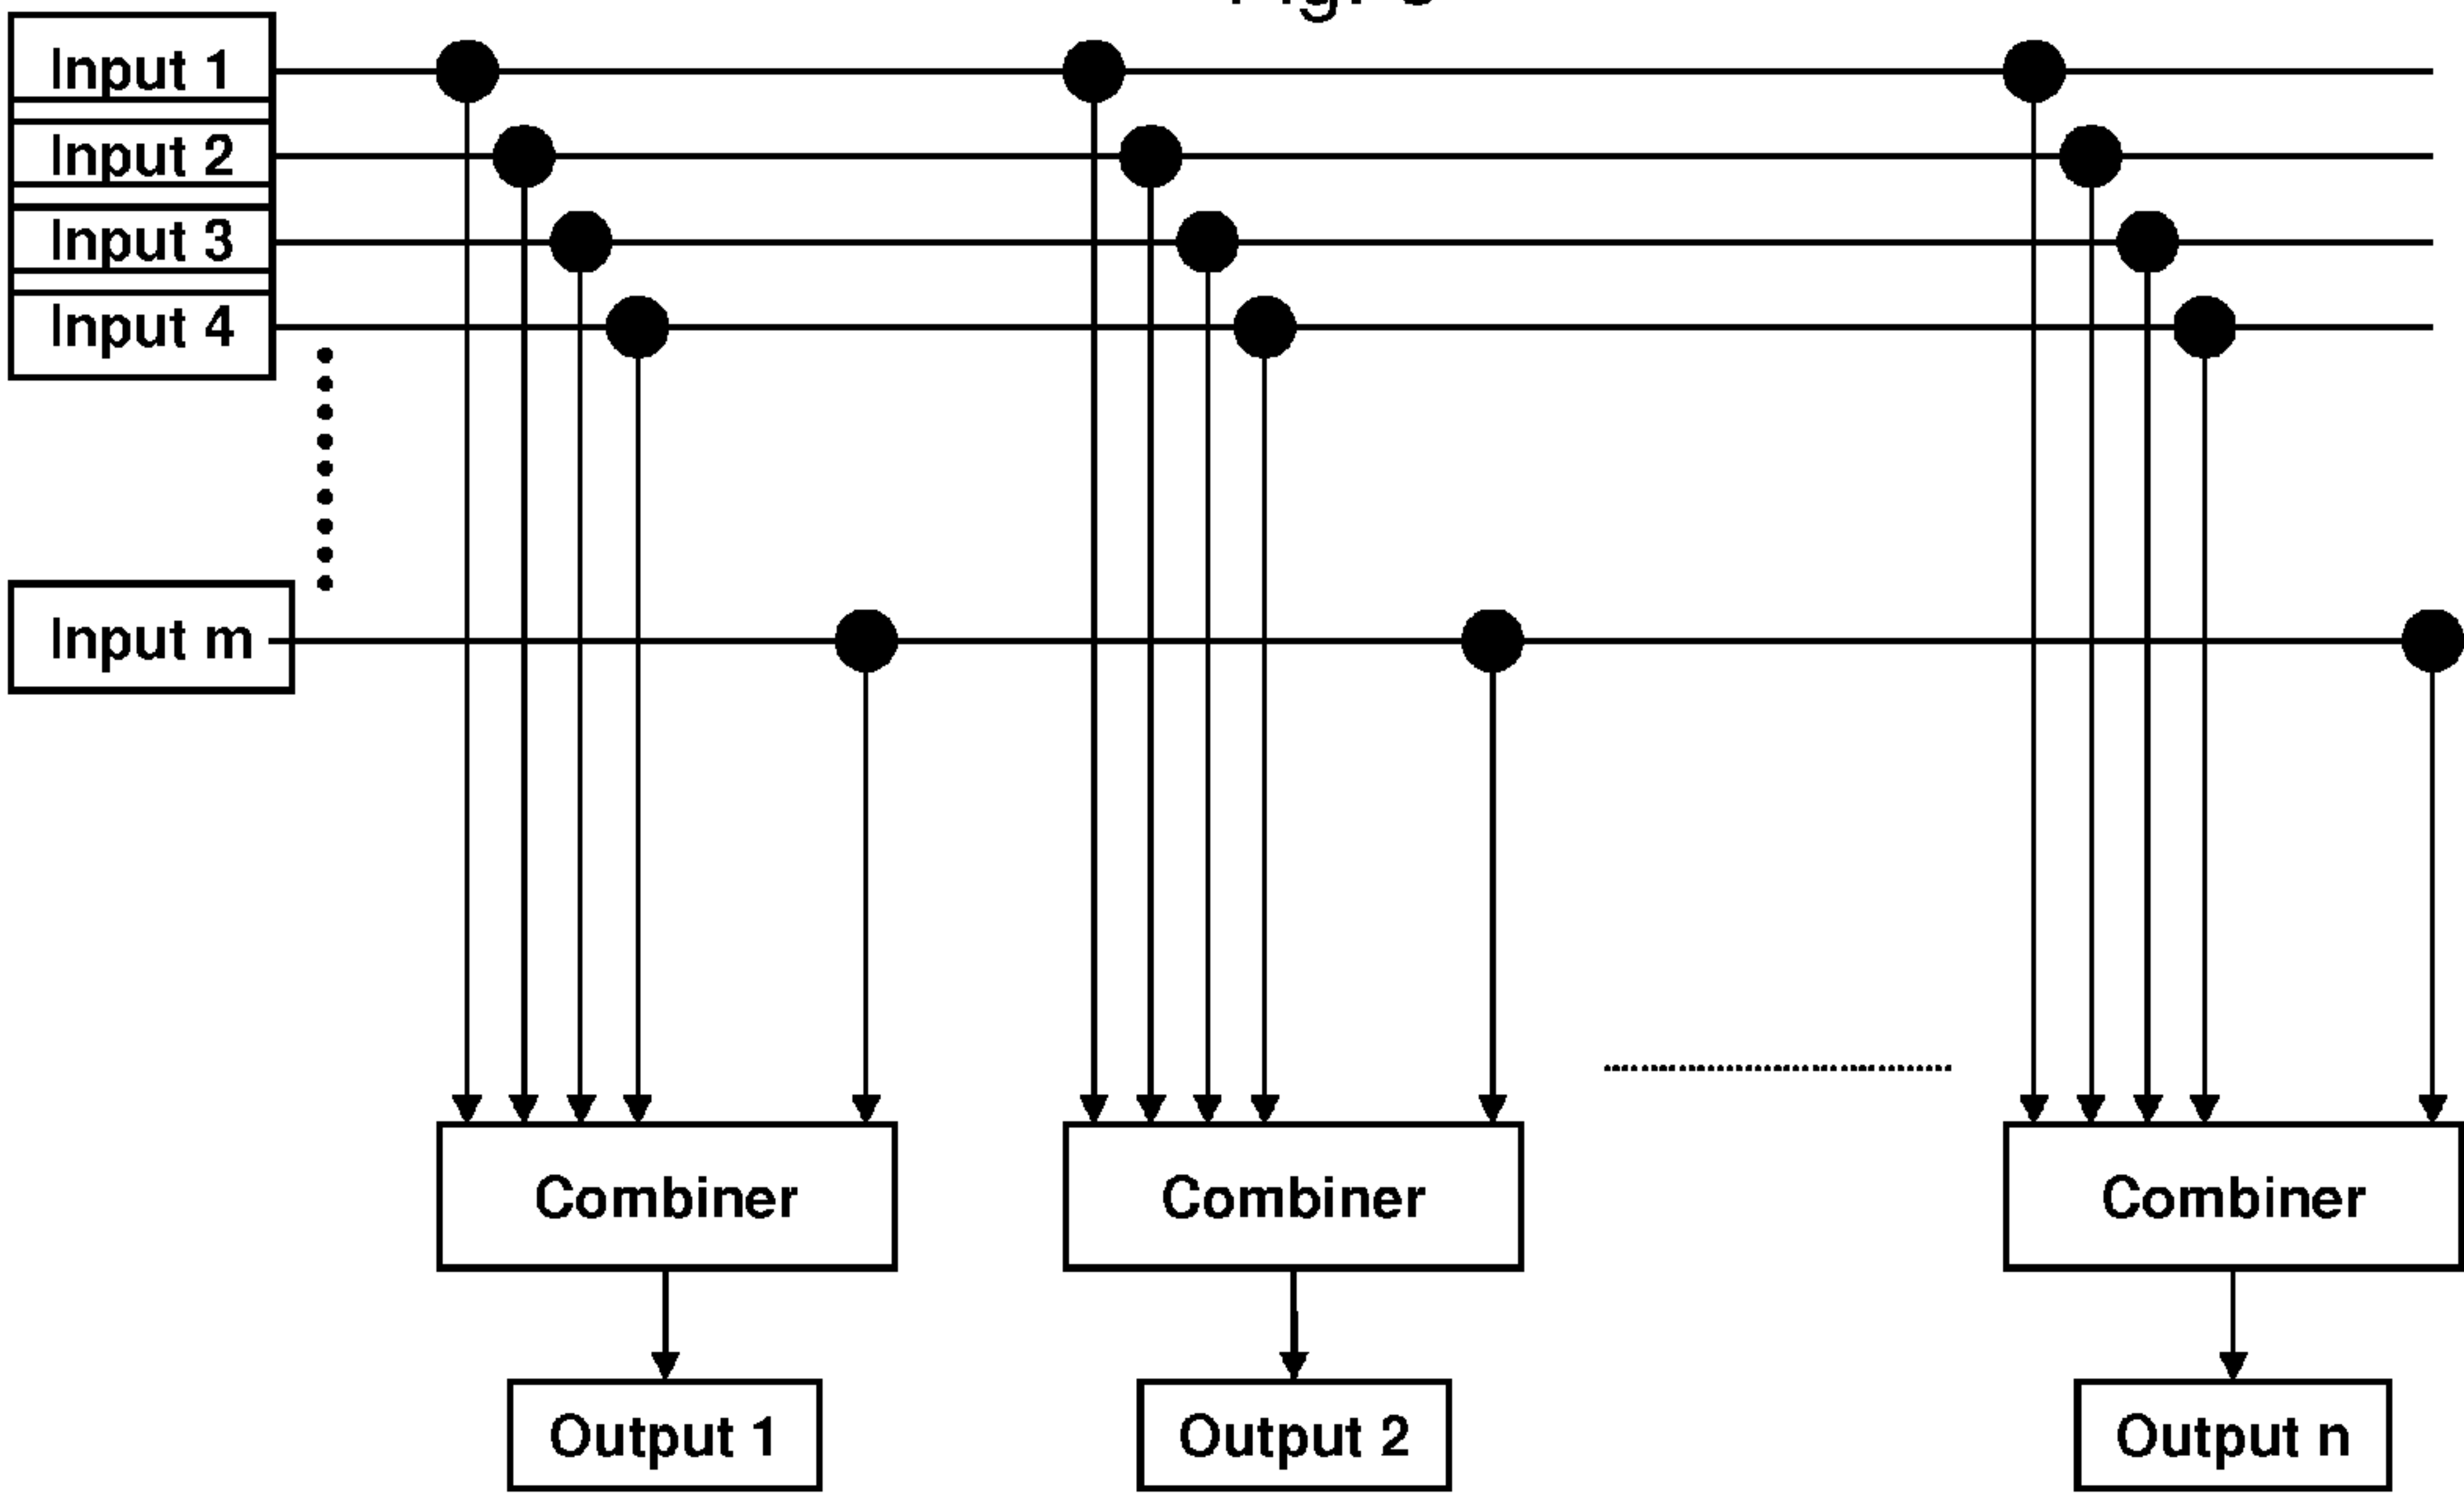 Input 1
Input 2
Input 3
Input 4
Input m
Combiner Combiner Combiner
Output 1 Output 2 Output n